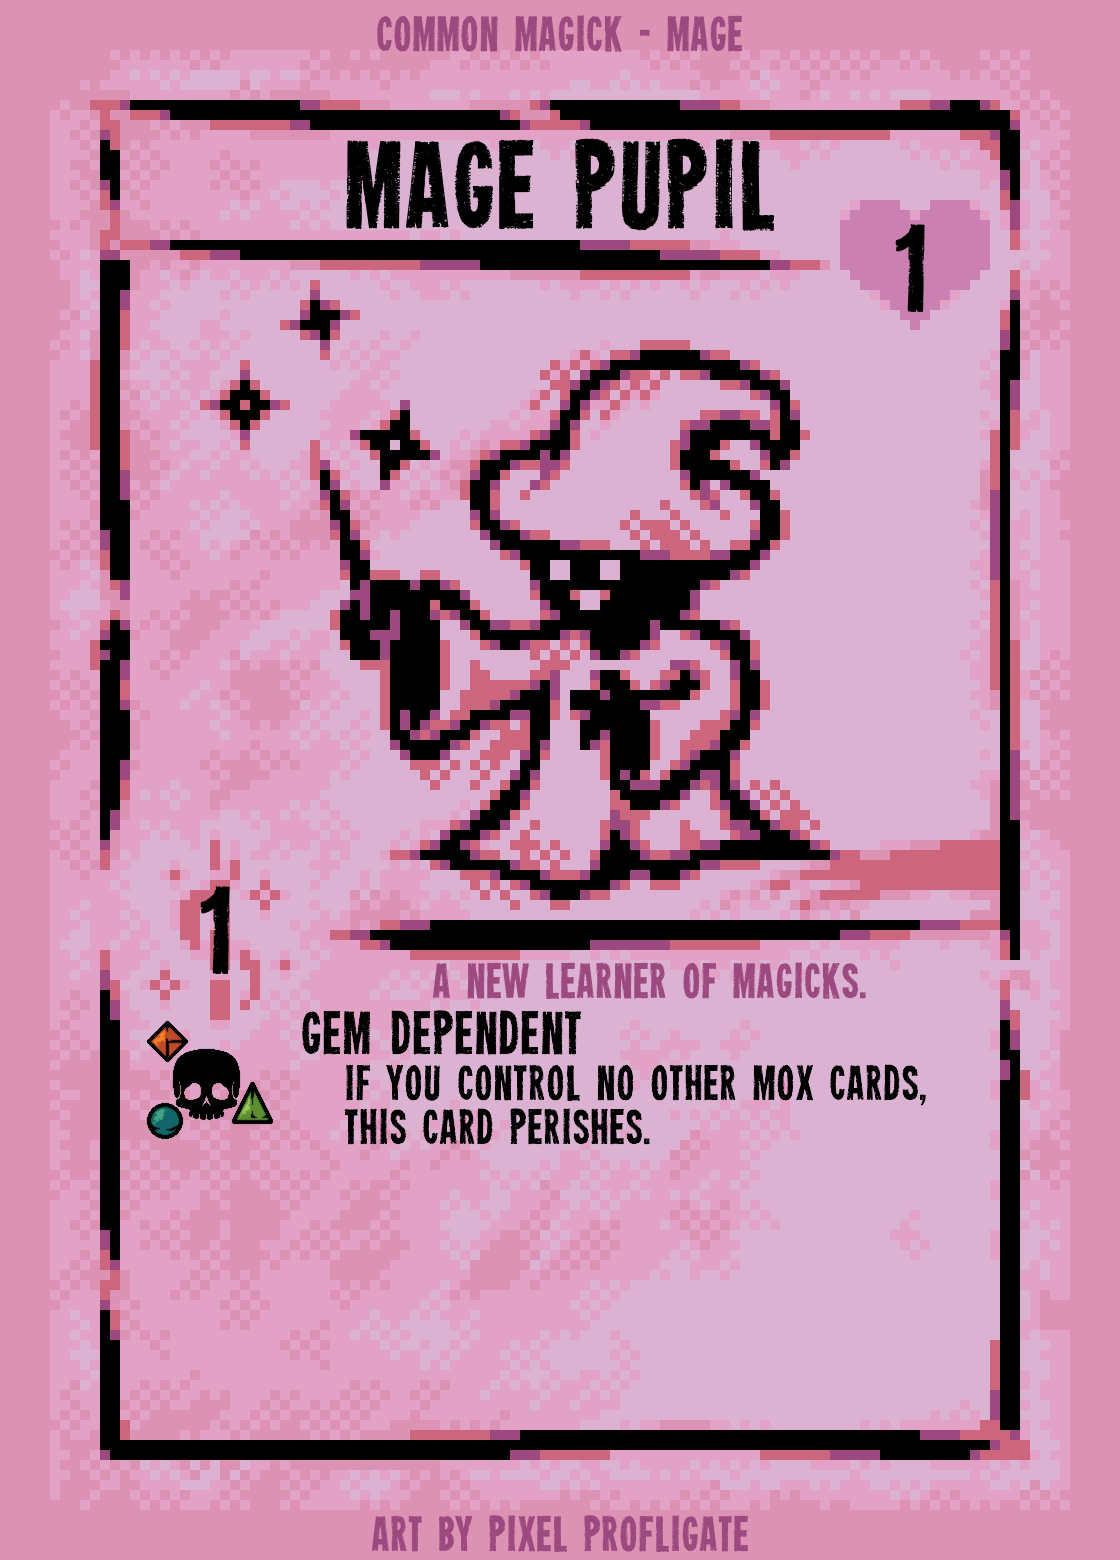 COMMON MAGICK - MAGE
MAGE PUPIL
1
1
A NEW LEARNER OF MAGICKS.
GEM DEPENDENT
IF YOU CONTROL NO OTHER MOX CARDS,
THIS CARD PERISHES.
ART BY PIXEL PROFLIGATE